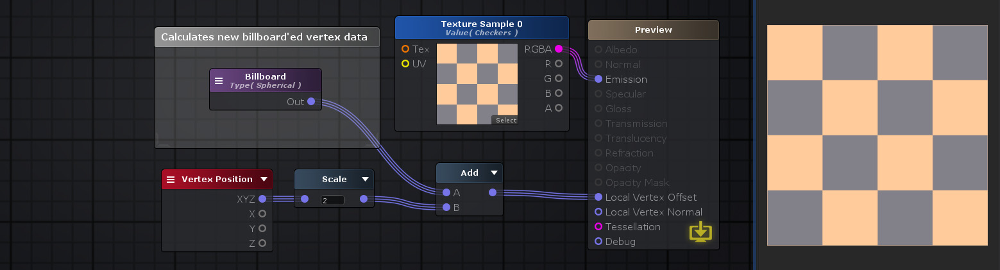 Calculates new billboard'ed vertex data
Billboard
Type( Spherical )
Out
Vertex Position
XYZ
X
Y
Z
Scale
2
Texture Sample 0
Value( Checkers )
Tex
UV
RGBA
R
G
B
A
Select
Add
A
B
Preview
Albedo
Normal
Emission
Specular
Gloss
Transmission
Translucency
Refraction
Opacity
Opacity Mask
Local Vertex Offset
Local Vertex Normal
Tessellation
Debug